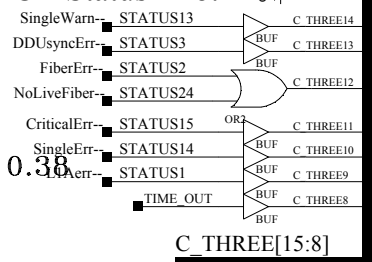 SingleWarn-- STATUS13 C_THREE14
BUF
DDUsyncErr-- STATUS3 C_THREE13
BUF
FiberErr-- STATUS2
C_THREE12
NoLiveFiber-- STATUS24
OR2
CriticalErr-- STATUS15 C_THREE11
BUF
SingleErr-- STATUS14 C_THREE10
BUF
0.38
L1Aerr-- STATUS1 C_THREE9
BUF
TIME_OUT C_THREE8
BUF
C_THREE[15:8]